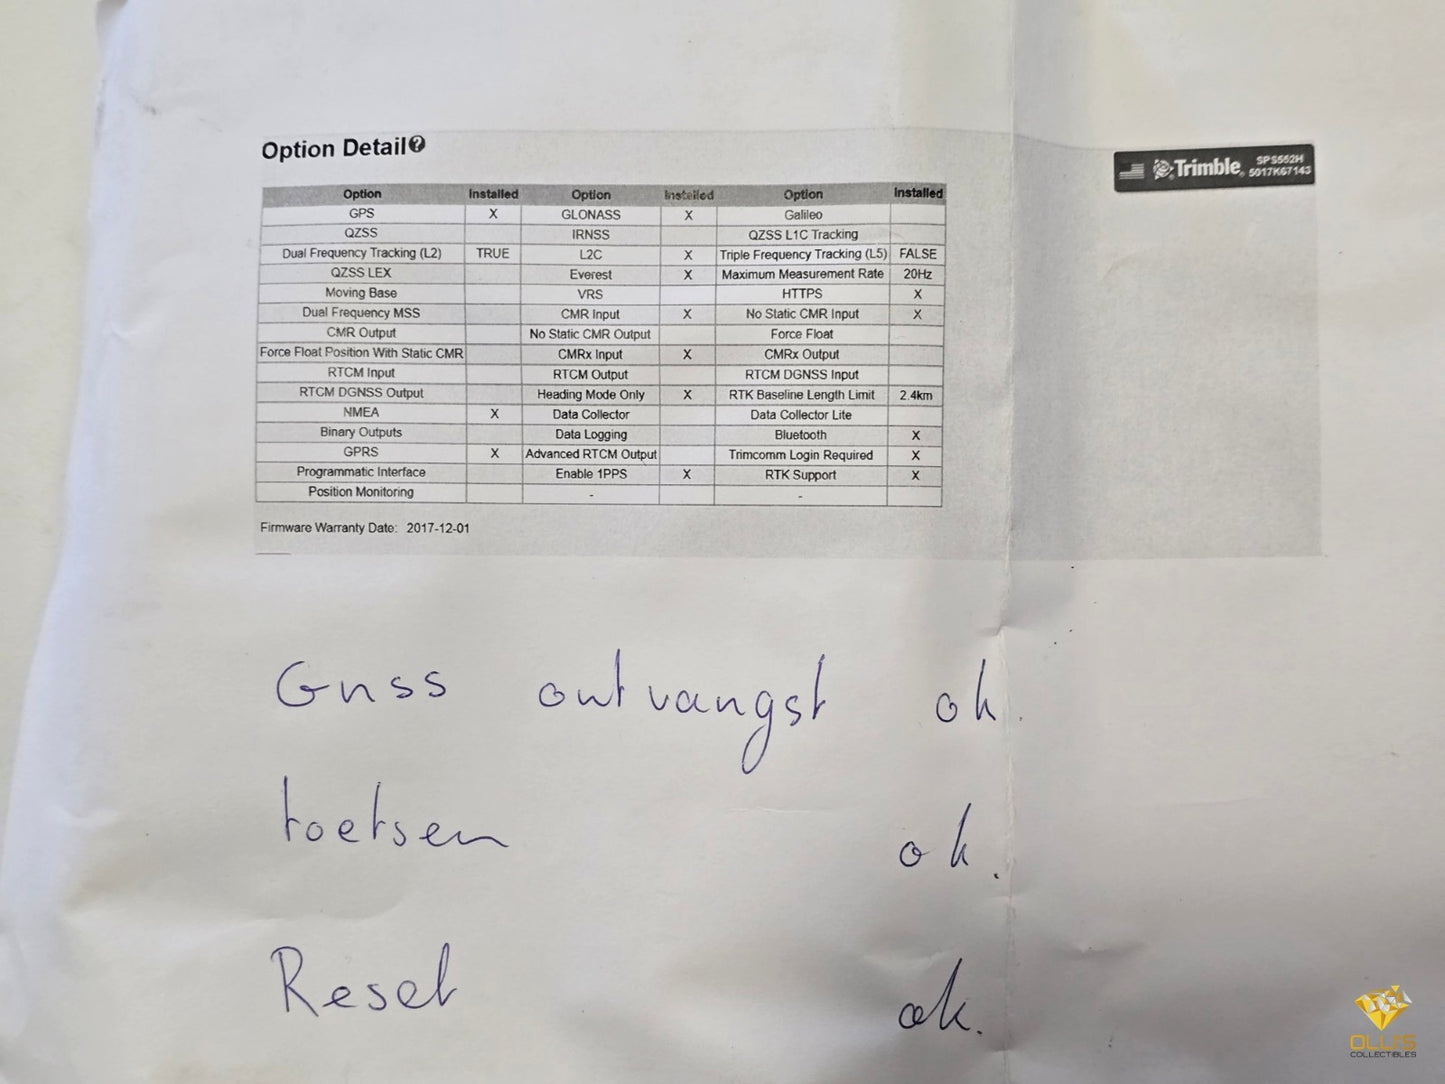 Option Detail?
Trimble. SPS552H
5017K67143
Option Installed Option Installed Option Installed
GPS X GLONASS X Galileo
QZSS IRNSS QZSS L1C Tracking
Dual Frequency Tracking (L2) TRUE L2C X Triple Frequency Tracking (L5) FALSE
QZSS LEX Everest X Maximum Measurement Rate 20Hz
Moving Base VRS HTTPS X
Dual Frequency MSS CMR Input X No Static CMR Input X
CMR Output No Static CMR Output Force Float
Force Float Position With Static CMR CMRx Input X CMRx Output
RTCM Input RTCM Output RTCM DGNSS Input
RTCM DGNSS Output Heading Mode Only X RTK Baseline Length Limit 2.4km
NMEA X Data Collector Data Collector Lite
Binary Outputs Data Logging Bluetooth X
GPRS X Advanced RTCM Output Trimcomm Login Required X
Programmatic Interface Enable 1PPS X RTK Support X
Position Monitoring - -
Firmware Warranty Date: 2017-12-01
Gnss ontvangst ok.
toetsen ok.
Reset ok.
OLLI'S
COLLECTIBLES